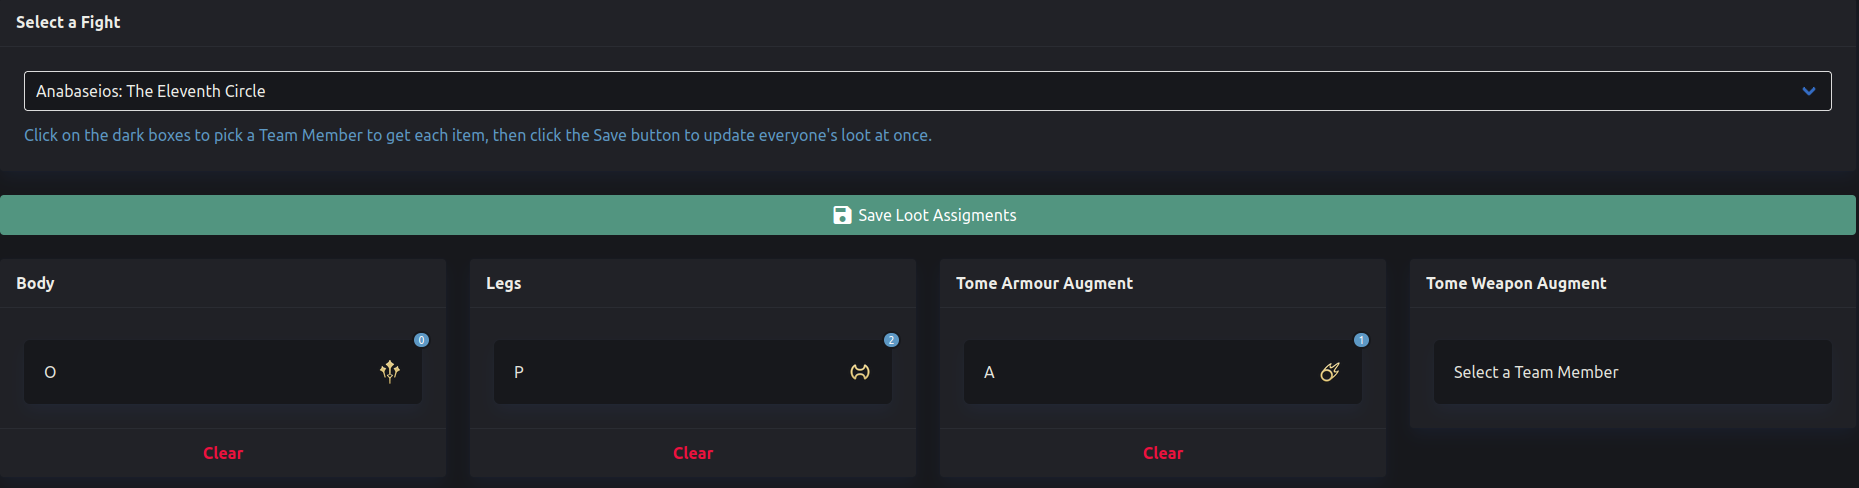 Select a Fight
Anabaseios: The Eleventh Circle
Click on the dark boxes to pick a Team Member to get each item, then click the Save button to update everyone's loot at once.
Save Loot Assigments
Body
0
O
Clear
Legs
2
P
Clear
Tome Armour Augment
1
A
Clear
Tome Weapon Augment
Select a Team Member